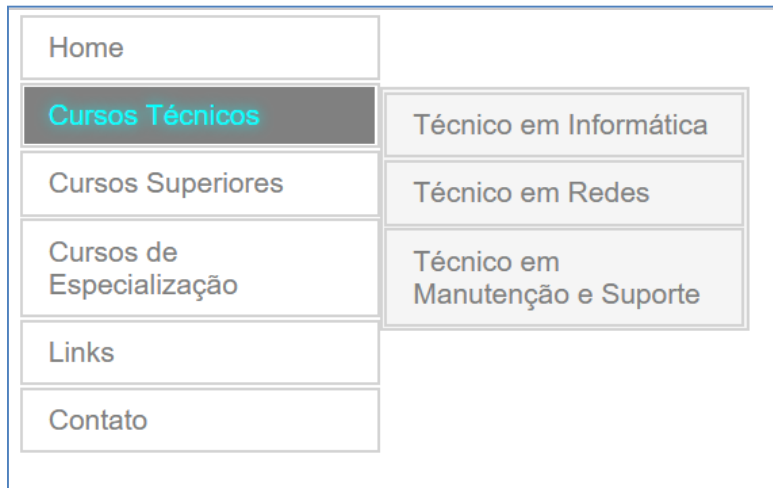 Home
Cursos Técnicos
Cursos Superiores
Cursos de
Especialização
Links
Contato
Técnico em Informática
Técnico em Redes
Técnico em
Manutenção e Suporte